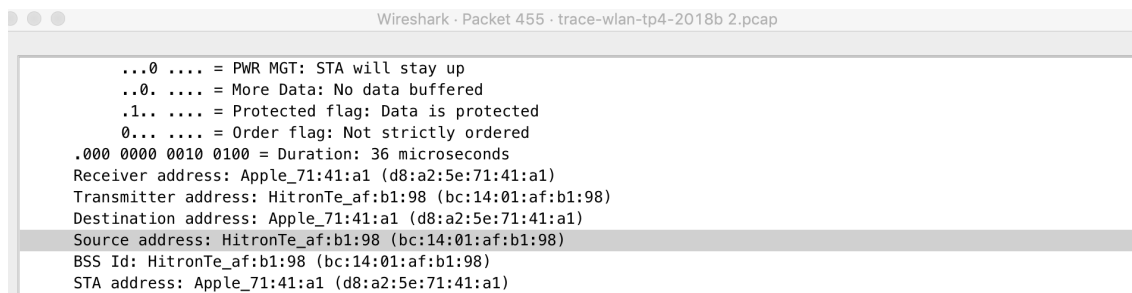 Wireshark · Packet 455 · trace-wlan-tp4-2018b 2.pcap
...0 .... = PWR MGT: STA will stay up
..0. .... = More Data: No data buffered
.1.. .... = Protected flag: Data is protected
0... .... = Order flag: Not strictly ordered
.000 0000 0010 0100 = Duration: 36 microseconds
Receiver address: Apple_71:41:a1 (d8:a2:5e:71:41:a1)
Transmitter address: HitronTe_af:b1:98 (bc:14:01:af:b1:98)
Destination address: Apple_71:41:a1 (d8:a2:5e:71:41:a1)
Source address: HitronTe_af:b1:98 (bc:14:01:af:b1:98)
BSS Id: HitronTe_af:b1:98 (bc:14:01:af:b1:98)
STA address: Apple_71:41:a1 (d8:a2:5e:71:41:a1)